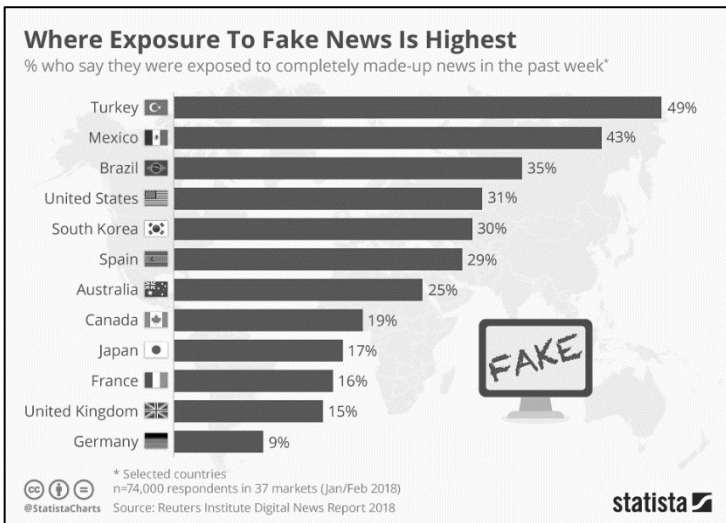 Where Exposure To Fake News Is Highest
% who say they were exposed to completely made-up news in the past week*
Turkey 49%
Mexico 43%
Brazil 35%
United States 31%
South Korea 30%
Spain 29%
Australia 25%
Canada 19%
Japan 17%
France 16%
United Kingdom 15%
Germany 9%
FAKE
* Selected countries
n=74,000 respondents in 37 markets (Jan/Feb 2018)
@StatistaCharts Source: Reuters Institute Digital News Report 2018
cc
statista